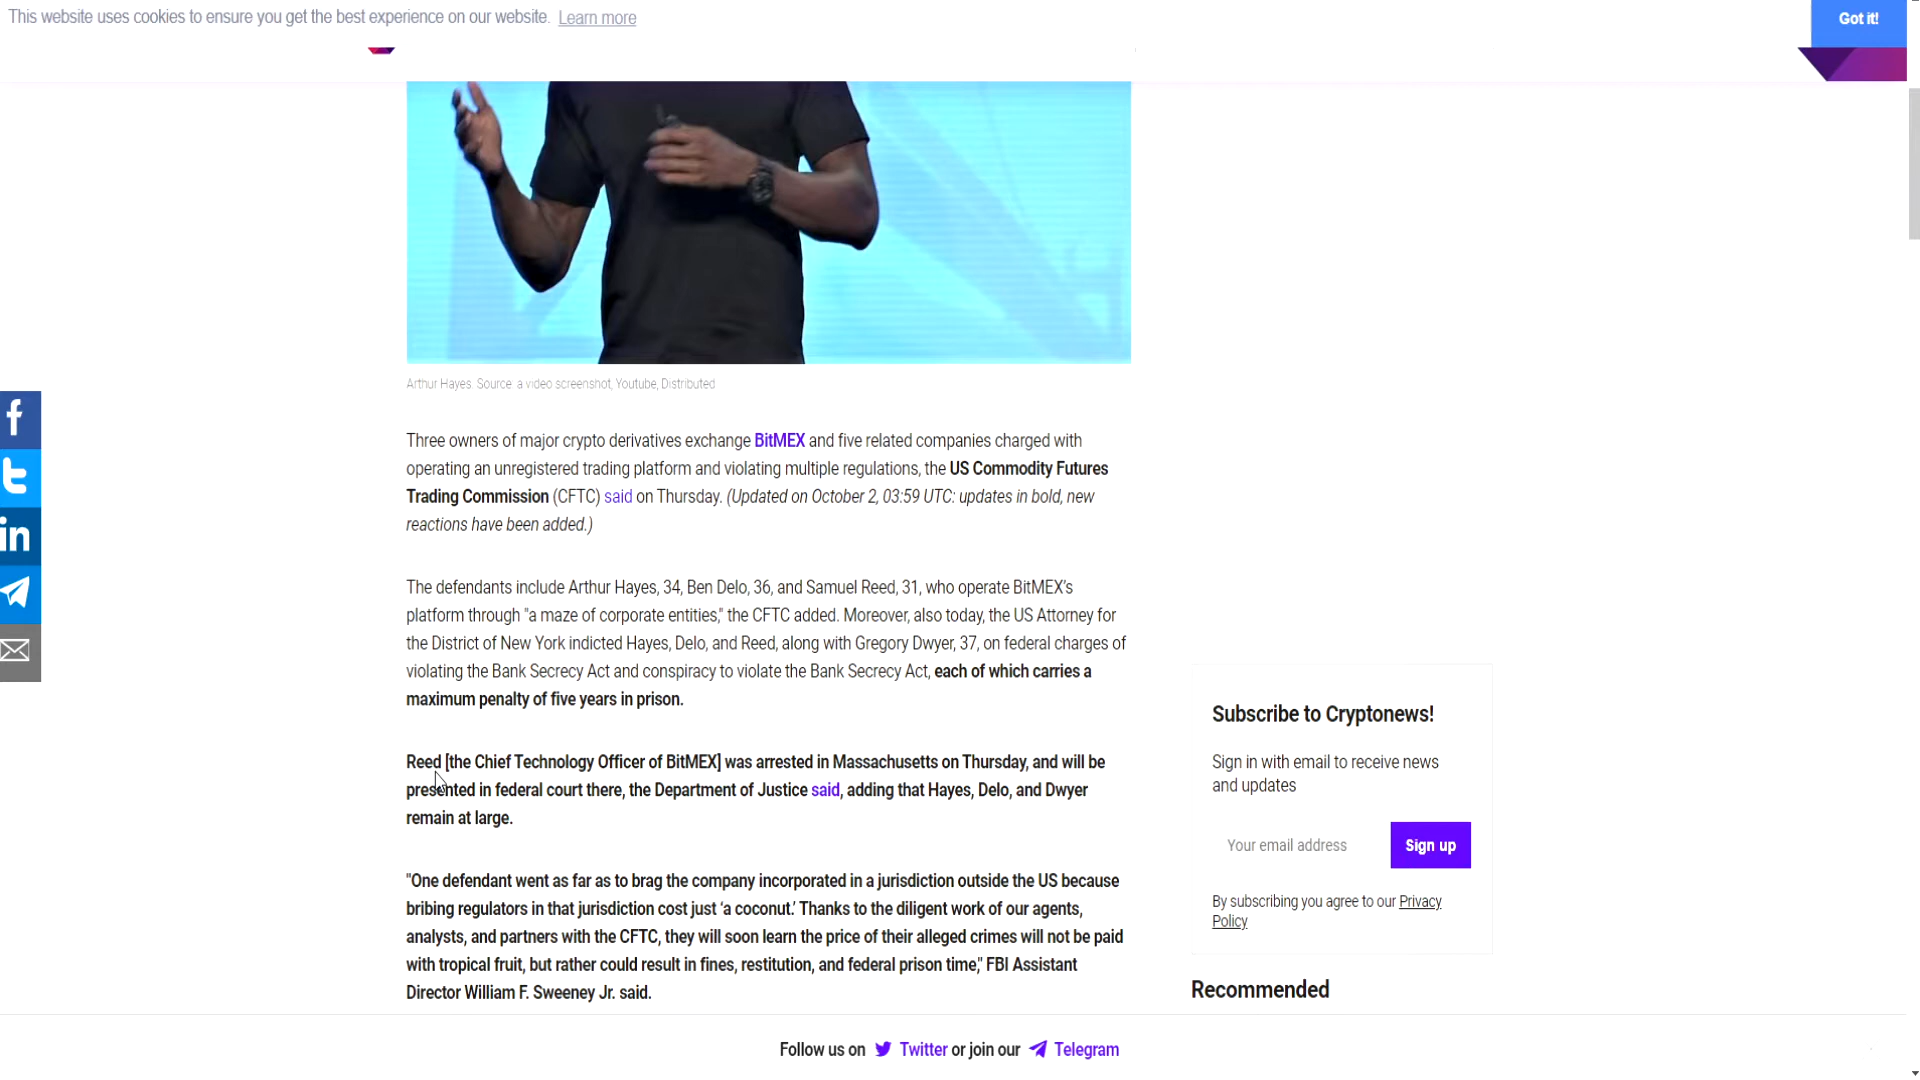 This website uses cookies to ensure you get the best experience on our website. Learn more
Got it!
Arthur Hayes. Source: a video screenshot, Youtube, Distributed
Three owners of major crypto derivatives exchange BitMEX and five related companies charged with
operating an unregistered trading platform and violating multiple regulations, the US Commodity Futures
Trading Commission (CFTC) said on Thursday. (Updated on October 2, 03:59 UTC: updates in bold, new
reactions have been added.)
The defendants include Arthur Hayes, 34, Ben Delo, 36, and Samuel Reed, 31, who operate BitMEX's
platform through "a maze of corporate entities," the CFTC added. Moreover, also today, the US Attorney for
the District of New York indicted Hayes, Delo, and Reed, along with Gregory Dwyer, 37, on federal charges of
violating the Bank Secrecy Act and conspiracy to violate the Bank Secrecy Act, each of which carries a
maximum penalty of five years in prison.
Reed [the Chief Technology Officer of BitMEX] was arrested in Massachusetts on Thursday, and will be
presented in federal court there, the Department of Justice said, adding that Hayes, Delo, and Dwyer
remain at large.
"One defendant went as far as to brag the company incorporated in a jurisdiction outside the US because
bribing regulators in that jurisdiction cost just ‘a coconut.’ Thanks to the diligent work of our agents,
analysts, and partners with the CFTC, they will soon learn the price of their alleged crimes will not be paid
with tropical fruit, but rather could result in fines, restitution, and federal prison time," FBI Assistant
Director William F. Sweeney Jr. said.
Subscribe to Cryptonews!
Sign in with email to receive news
and updates
Your email address
Sign up
By subscribing you agree to our Privacy
Policy
Recommended
Follow us on Twitter or join our Telegram